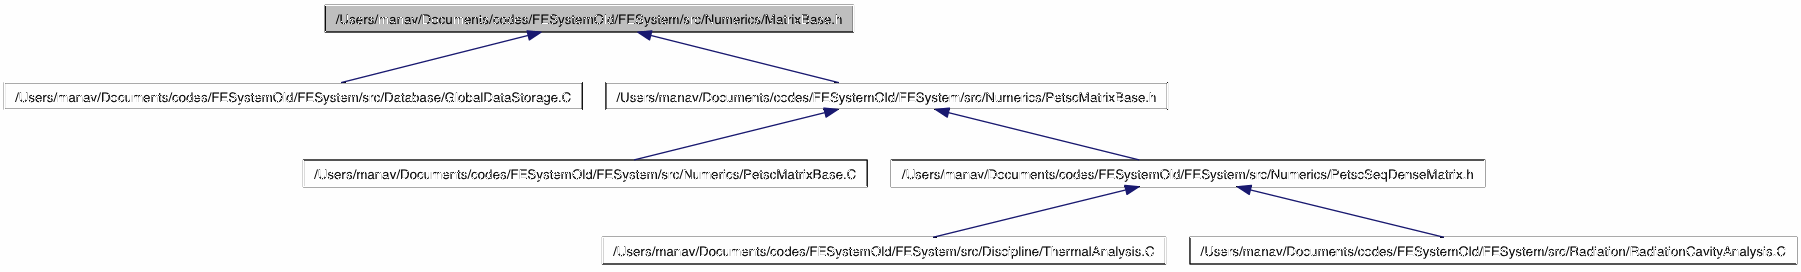 /Users/manav/Documents/codes/FESystemOld/FESystem/src/Numerics/MatrixBase.h
/Users/manav/Documents/codes/FESystemOld/FESystem/src/Database/GlobalDataStorage.C
/Users/manav/Documents/codes/FESystemOld/FESystem/src/Numerics/PetscMatrixBase.h
/Users/manav/Documents/codes/FESystemOld/FESystem/src/Numerics/PetscMatrixBase.C
/Users/manav/Documents/codes/FESystemOld/FESystem/src/Numerics/PetscSeqDenseMatrix.h
/Users/manav/Documents/codes/FESystemOld/FESystem/src/Discipline/ThermalAnalysis.C
/Users/manav/Documents/codes/FESystemOld/FESystem/src/Radiation/RadiationCavityAnalysis.C